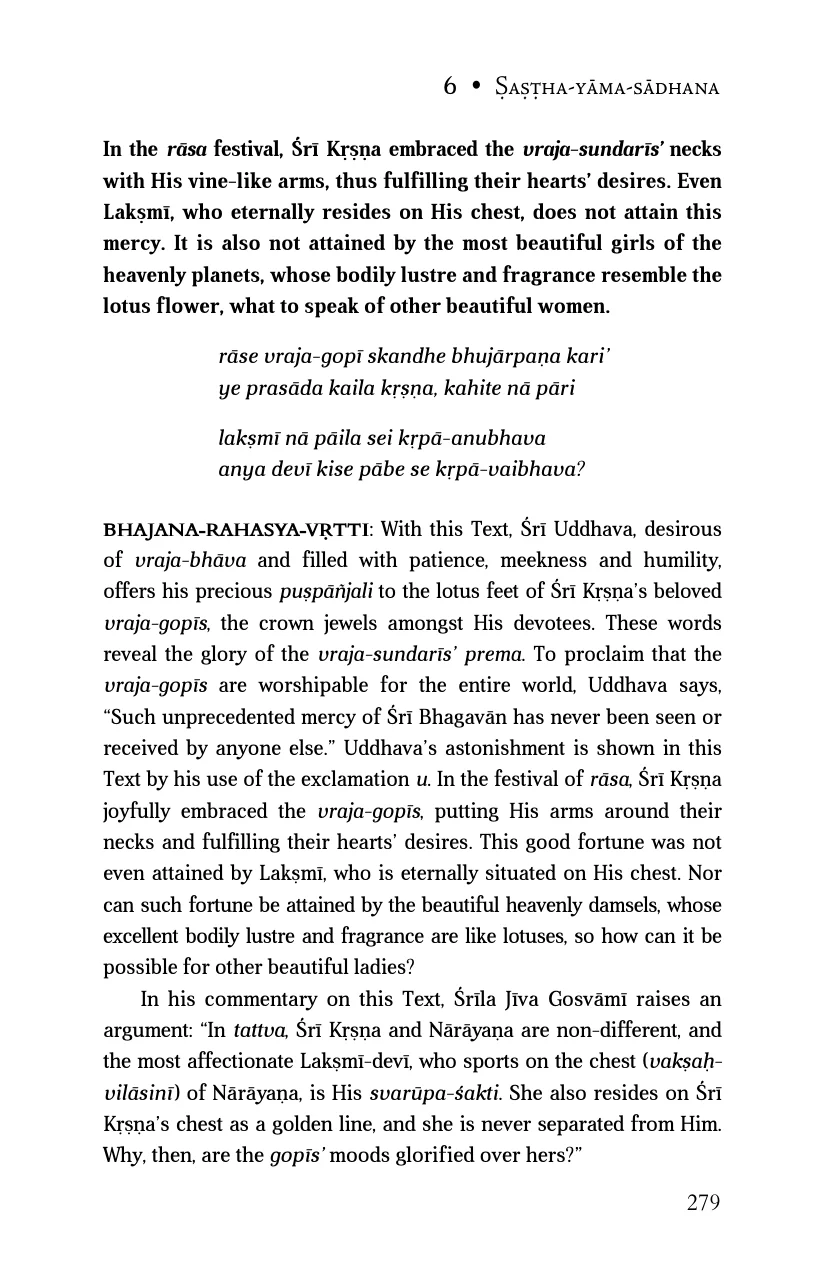 6 • Ṣaṣṭha-yāma-sādhana
In the rāsa festival, Śrī Kṛṣṇa embraced the vraja-sundarīs’ necks
with His vine-like arms, thus fulfilling their hearts’ desires. Even
Lakṣmī, who eternally resides on His chest, does not attain this
mercy. It is also not attained by the most beautiful girls of the
heavenly planets, whose bodily lustre and fragrance resemble the
lotus flower, what to speak of other beautiful women.
rāse vraja-gopī skandhe bhujārpaṇa kari’
ye prasāda kaila kṛṣṇa, kahite nā pāri
lakṣmī nā pāila sei kṛpā-anubhava
anya devī kise pābe se kṛpā-vaibhava?
BHAJANA-RAHASYA-VṚTTI: With this Text, Śrī Uddhava, desirous
of vraja-bhāva and filled with patience, meekness and humility,
offers his precious puṣpāñjali to the lotus feet of Śrī Kṛṣṇa’s beloved
vraja-gopīs, the crown jewels amongst His devotees. These words
reveal the glory of the vraja-sundarīs’ prema. To proclaim that the
vraja-gopīs are worshipable for the entire world, Uddhava says,
“Such unprecedented mercy of Śrī Bhagavān has never been seen or
received by anyone else.” Uddhava’s astonishment is shown in this
Text by his use of the exclamation u. In the festival of rāsa, Śrī Kṛṣṇa
joyfully embraced the vraja-gopīs, putting His arms around their
necks and fulfilling their hearts’ desires. This good fortune was not
even attained by Lakṣmī, who is eternally situated on His chest. Nor
can such fortune be attained by the beautiful heavenly damsels, whose
excellent bodily lustre and fragrance are like lotuses, so how can it be
possible for other beautiful ladies?
In his commentary on this Text, Śrīla Jīva Gosvāmī raises an
argument: “In tattva, Śrī Kṛṣṇa and Nārāyaṇa are non-different, and
the most affectionate Lakṣmī-devī, who sports on the chest (vakṣaḥ-
vilāsinī) of Nārāyaṇa, is His svarūpa-śakti. She also resides on Śrī
Kṛṣṇa’s chest as a golden line, and she is never separated from Him.
Why, then, are the gopīs’ moods glorified over hers?”
279